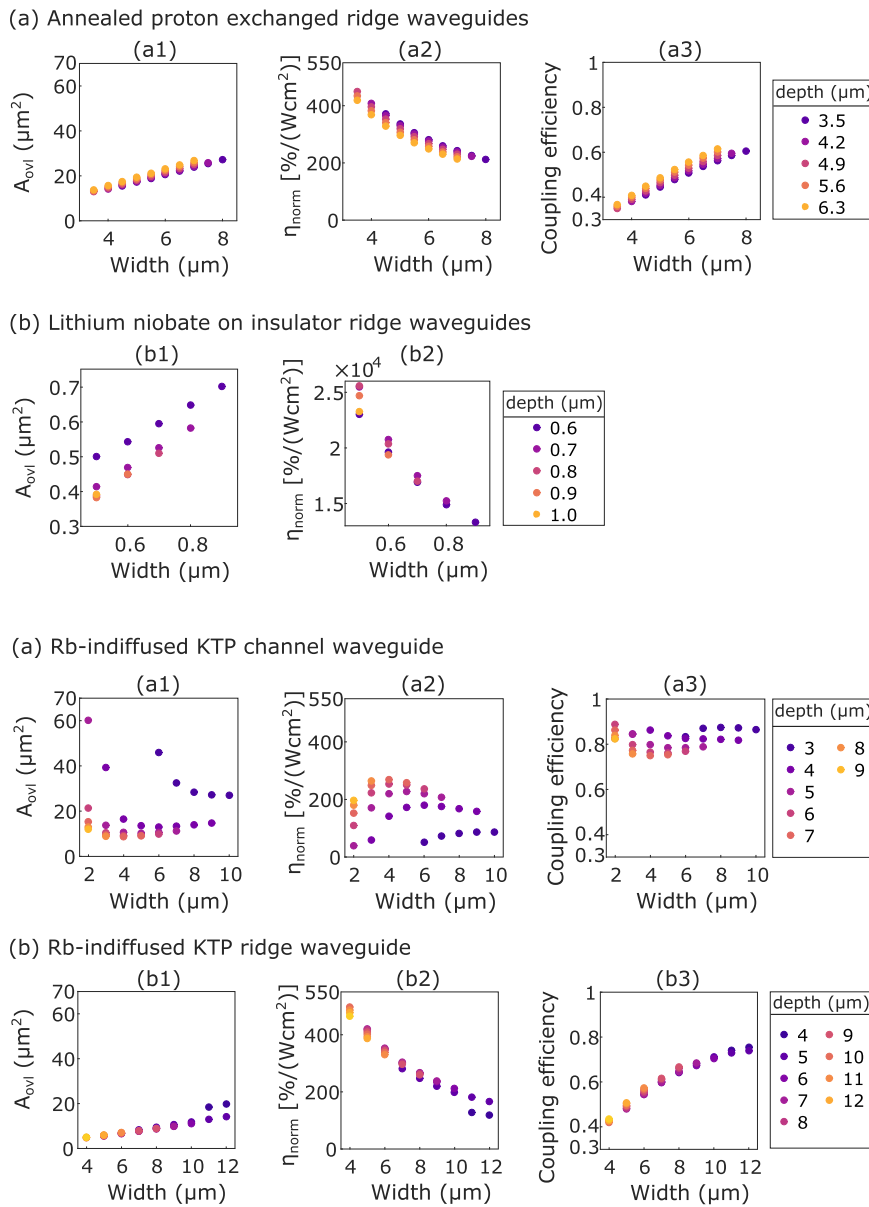 (a) Annealed proton exchanged ridge waveguides
(a1)
A_ovl (µm²)
70
60
40
20
0
4
6
8
Width (µm)
(a2)
η_norm [%/(Wcm²)]
550
400
200
0
4
6
8
Width (µm)
(a3)
Coupling efficiency
1
0.8
0.6
0.4
0.3
4
6
8
Width (µm)
depth (µm)
3.5
4.2
4.9
5.6
6.3
(b) Lithium niobate on insulator ridge waveguides
(b1)
A_ovl (µm²)
0.7
0.6
0.5
0.4
0.3
0.6
0.8
Width (µm)
(b2)
×10⁴
η_norm [%/(Wcm²)]
2.5
2
1.5
0.6
0.8
Width (µm)
depth (µm)
0.6
0.7
0.8
0.9
1.0
(a) Rb-indiffused KTP channel waveguide
(a1)
A_ovl (µm²)
70
60
40
20
0
2
4
6
8
10
Width (µm)
(a2)
η_norm [%/(Wcm²)]
550
400
200
0
2
4
6
8
10
Width (µm)
(a3)
Coupling efficiency
1
0.8
0.6
0.4
0.3
2
4
6
8
10
Width (µm)
depth (µm)
3
4
5
6
7
8
9
(b) Rb-indiffused KTP ridge waveguide
(b1)
A_ovl (µm²)
70
60
40
20
0
4
6
8
10
12
Width (µm)
(b2)
η_norm [%/(Wcm²)]
550
400
200
0
4
6
8
10
12
Width (µm)
(b3)
Coupling efficiency
1
0.8
0.6
0.4
0.3
4
6
8
10
12
Width (µm)
depth (µm)
4
5
6
7
8
9
10
11
12